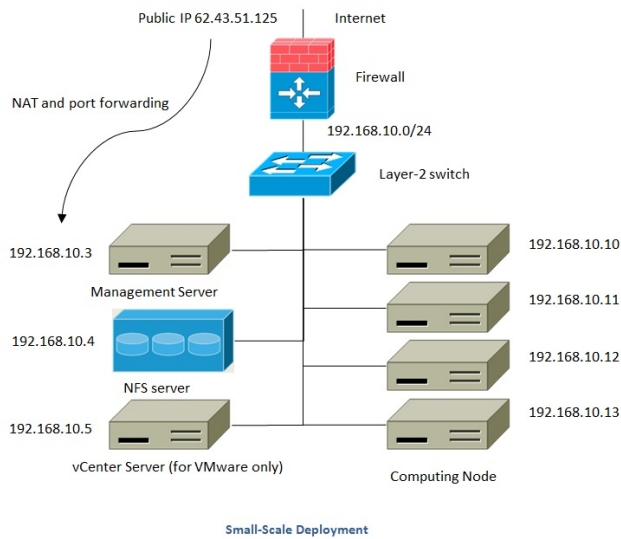 Public IP 62.43.51.125
Internet
Firewall
NAT and port forwarding
192.168.10.0/24
Layer-2 switch
192.168.10.3
192.168.10.10
Management Server
192.168.10.11
192.168.10.4
192.168.10.12
NFS server
192.168.10.5
192.168.10.13
vCenter Server (for VMware only)
Computing Node
Small-Scale Deployment